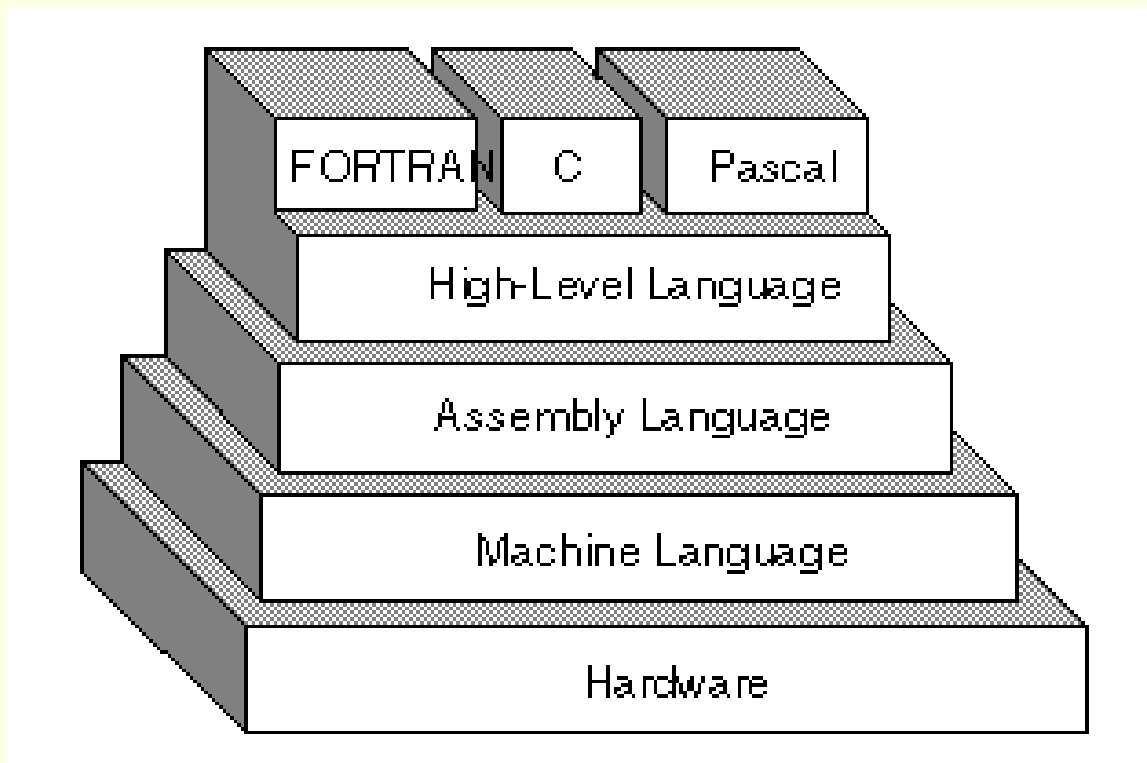 FORTRAN C Pascal
High-Level Language
Assembly Language
Machine Language
Hardware